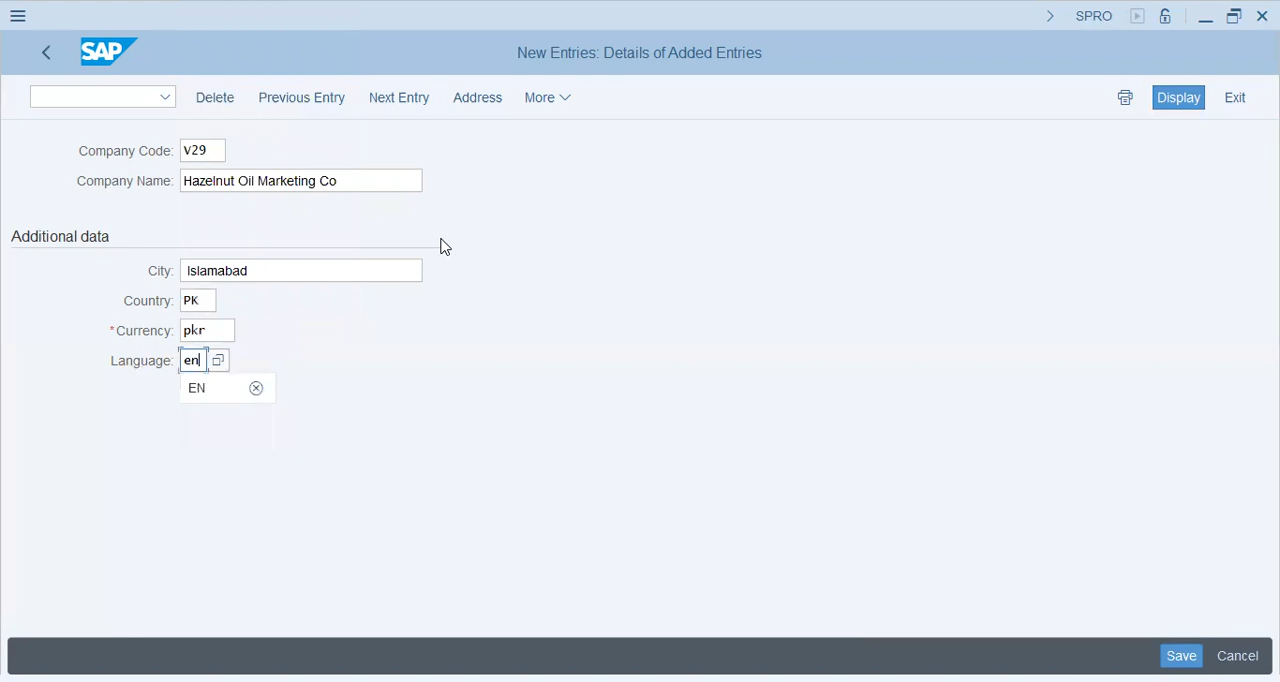 SPRO
SAP New Entries: Details of Added Entries
Delete Previous Entry Next Entry Address More Display Exit
Company Code: V29
Company Name: Hazelnut Oil Marketing Co
Additional data
City: Islamabad
Country: PK
*Currency: pkr
Language: en
EN
Save Cancel